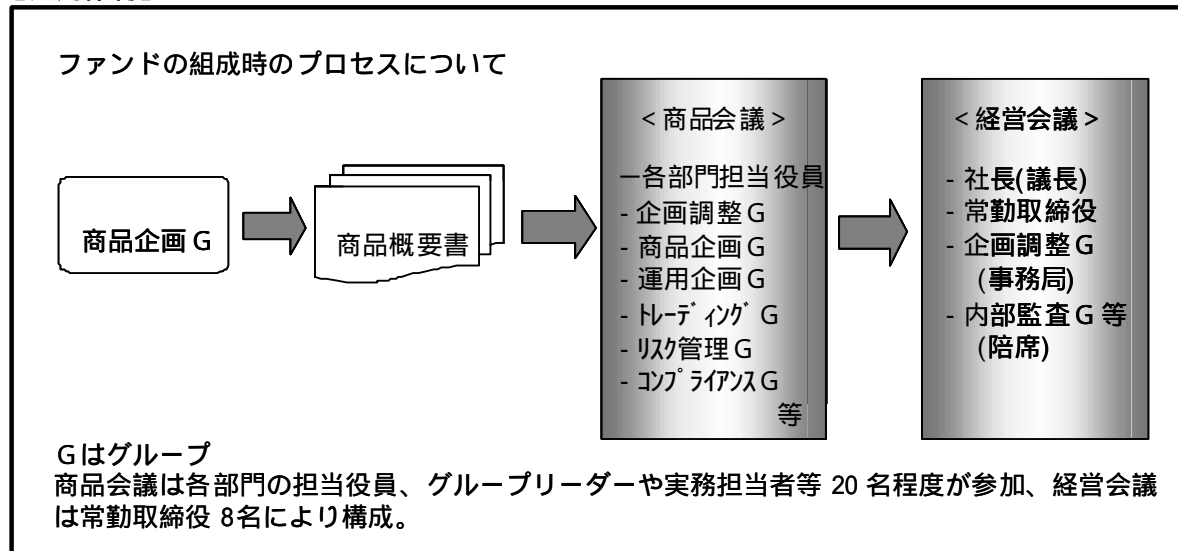 ファンドの組成時のプロセスについて
商品企画G
商品概要書
<商品会議>
ー各部門担当役員
- 企画調整G
- 商品企画G
- 運用企画G
- ﾄﾚｰﾃﾞｨﾝｸﾞG
- ﾘｽｸ管理G
- ｺﾝﾌﾟﾗｲｱﾝｽG
等
<経営会議>
- 社長(議長)
- 常勤取締役
- 企画調整G
(事務局)
- 内部監査G等
(陪席)
Gはグループ
商品会議は各部門の担当役員、グループリーダーや実務担当者等 20 名程度が参加、経営会議
は常勤取締役 8名により構成。